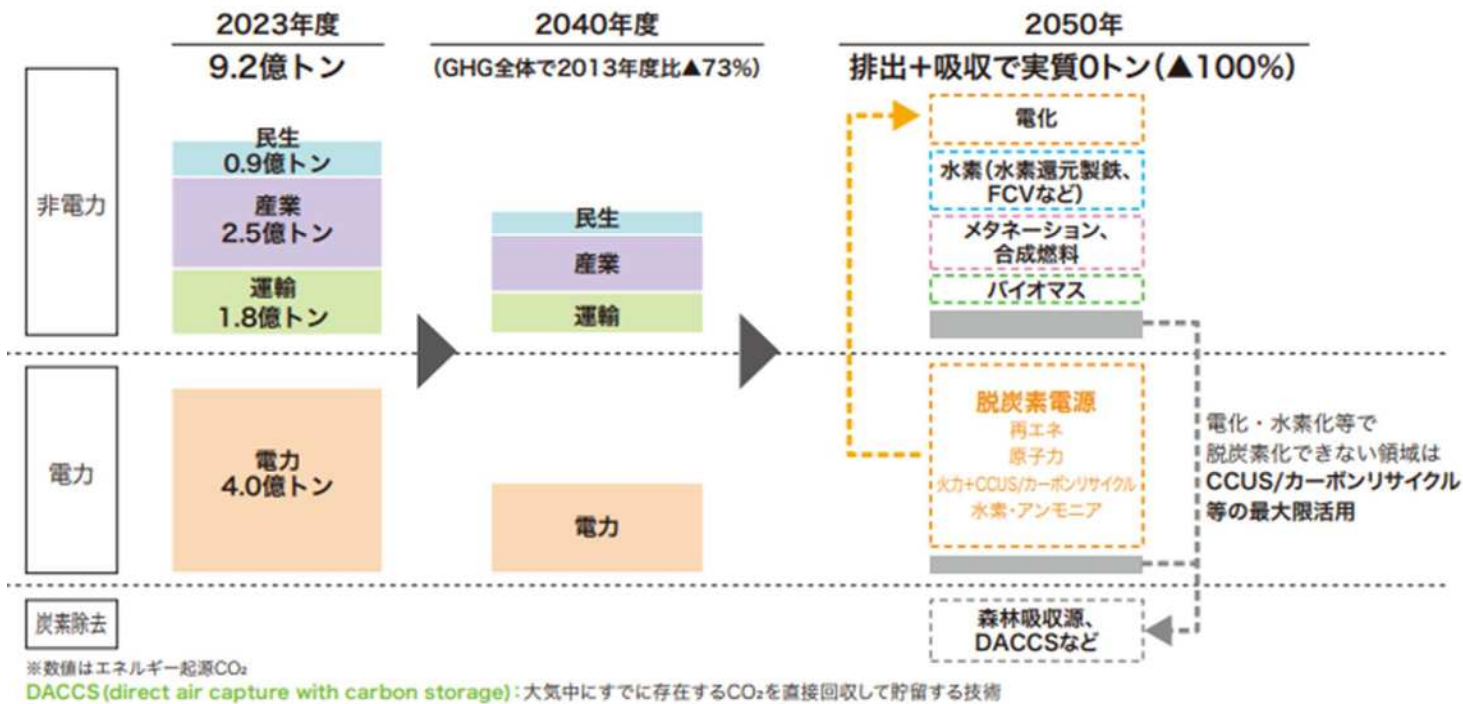 2023年度
9.2億トン
2040年度
(GHG全体で2013年度比▲73%)
2050年
排出+吸収で実質0トン(▲100%)
非電力
民生
0.9億トン
産業
2.5億トン
運輸
1.8億トン
民生
産業
運輸
電化
水素(水素還元製鉄、
FCVなど)
メタネーション、
合成燃料
バイオマス
電力
電力
4.0億トン
電力
脱炭素電源
再エネ
原子力
火力+CCUS/カーボンリサイクル
水素・アンモニア
電化・水素化等で
脱炭素化できない領域は
CCUS/カーボンリサイクル
等の最大限活用
炭素除去
森林吸収源、
DACCSなど
※数値はエネルギー起源CO₂
DACCS(direct air capture with carbon storage):大気中にすでに存在するCO₂を直接回収して貯留する技術